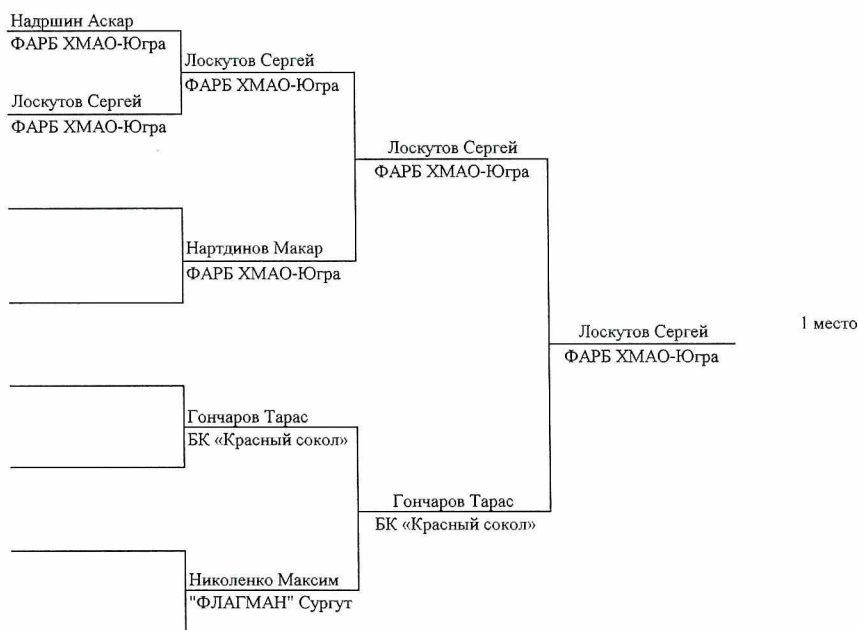 Надршин Аскар
ФАРБ ХМАО-Югра
Лоскутов Сергей
ФАРБ ХМАО-Югра
Лоскутов Сергей
ФАРБ ХМАО-Югра
Лоскутов Сергей
ФАРБ ХМАО-Югра
Нартдинов Макар
ФАРБ ХМАО-Югра
Лоскутов Сергей
ФАРБ ХМАО-Югра
1 место
Гончаров Тарас
БК «Красный сокол»
Гончаров Тарас
БК «Красный сокол»
Николенко Максим
"ФЛАГМАН" Сургут